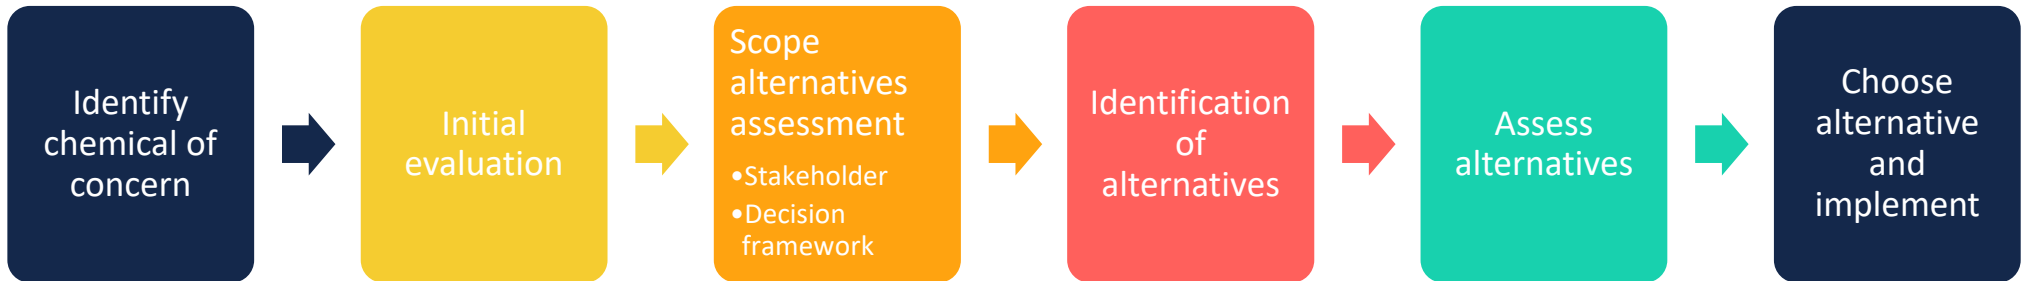 Identify
chemical of
concern
Initial
evaluation
Scope
alternatives
assessment
•Stakeholder
•Decision
framework
Identification
of
alternatives
Assess
alternatives
Choose
alternative
and
implement